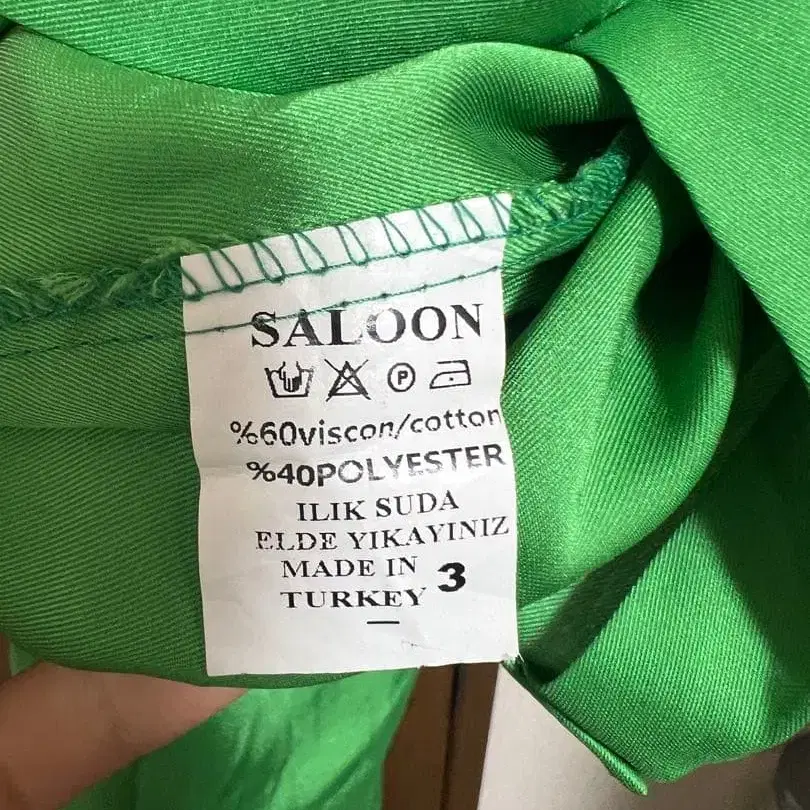 SALOON
P
%60viscon/cotton
%40POLYESTER
ILIK SUDA
ELDE YIKAYINIZ
MADE IN 3
TURKEY